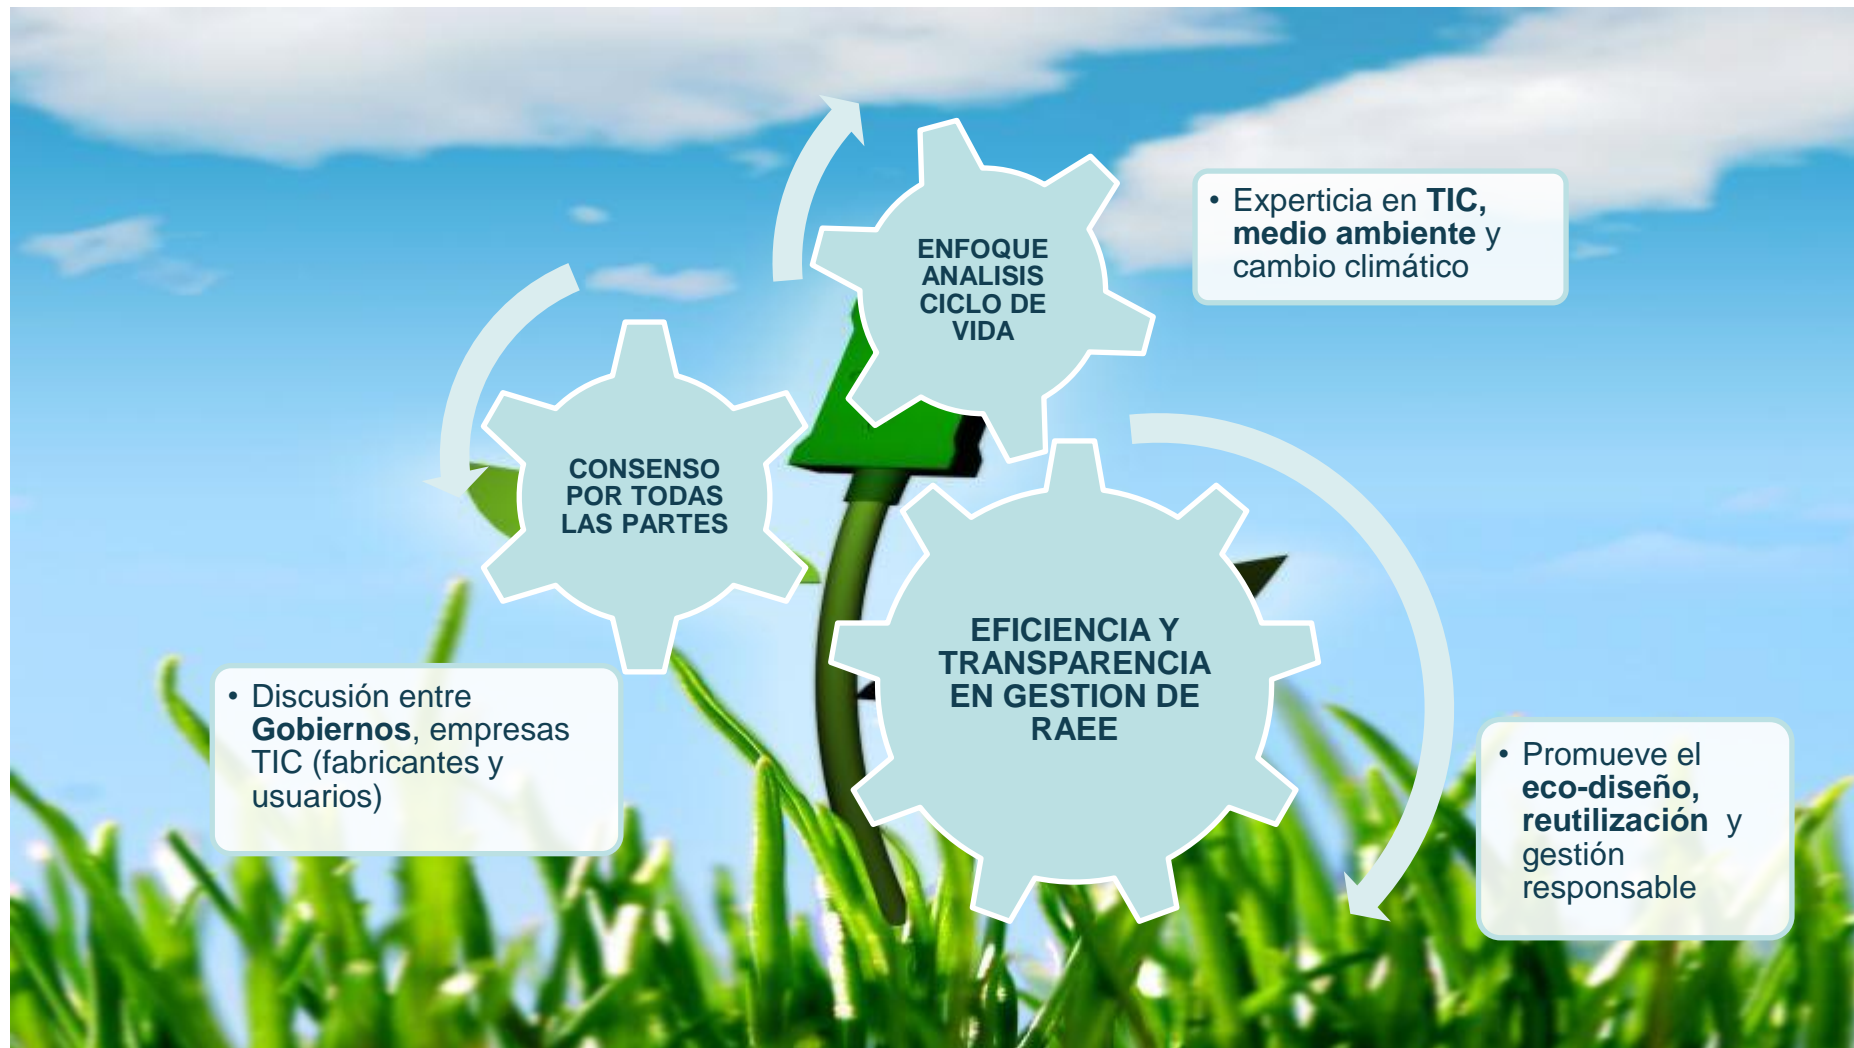 ENFOQUE
ANALISIS
CICLO DE
VIDA
• Experticia en TIC,
medio ambiente y
cambio climático
CONSENSO
POR TODAS
LAS PARTES
• Discusión entre
Gobiernos, empresas
TIC (fabricantes y
usuarios)
EFICIENCIA Y
TRANSPARENCIA
EN GESTION DE
RAEE
• Promueve el
eco-diseño,
reutilización y
gestión
responsable